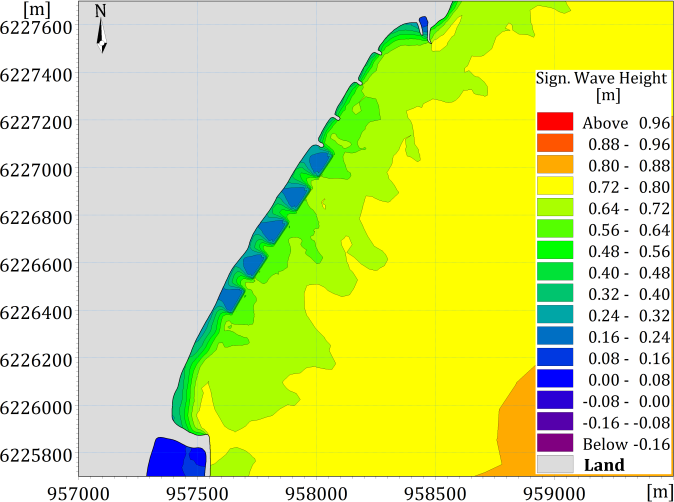 [m]
N
6227600
6227400
6227200
6227000
6226800
6226600
6226400
6226200
6226000
6225800
957000 957500 958000 958500 959000 [m]
Sign. Wave Height
[m]
Above 0.96
0.88 - 0.96
0.80 - 0.88
0.72 - 0.80
0.64 - 0.72
0.56 - 0.64
0.48 - 0.56
0.40 - 0.48
0.32 - 0.40
0.24 - 0.32
0.16 - 0.24
0.08 - 0.16
0.00 - 0.08
-0.08 - 0.00
-0.16 - -0.08
Below -0.16
Land